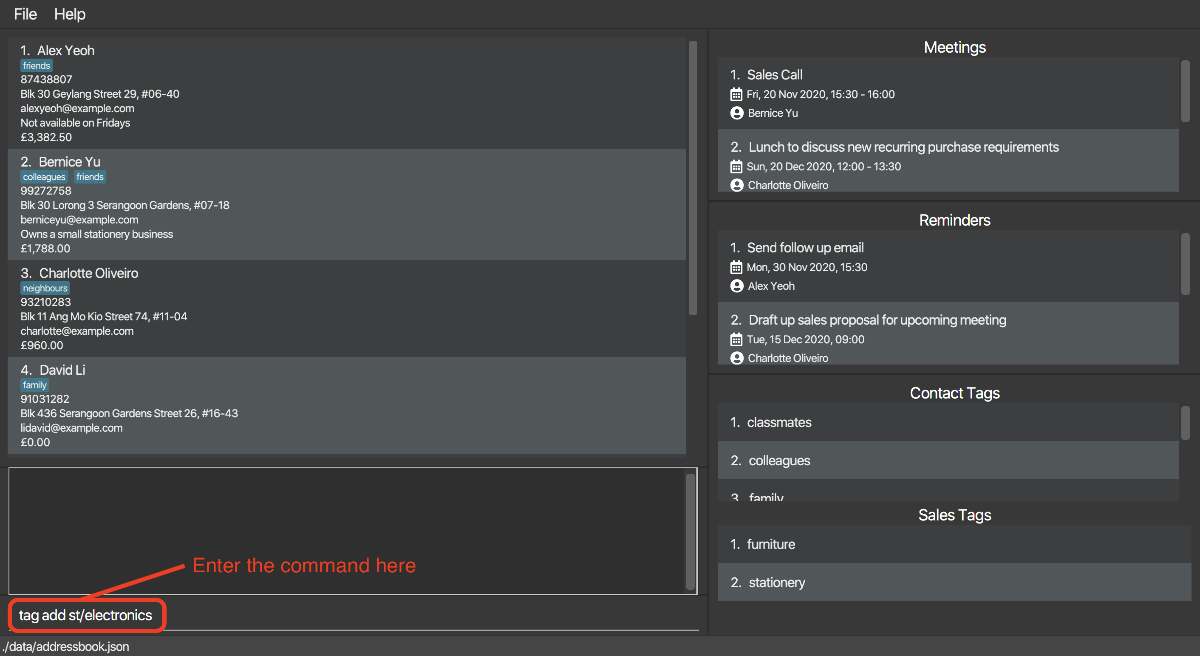 File Help
1. Alex Yeoh
friends
87438807
Blk 30 Geylang Street 29, #06-40
alexyeoh@example.com
Not available on Fridays
£3,382.50
2. Bernice Yu
colleagues friends
99272758
Blk 30 Lorong 3 Serangoon Gardens, #07-18
berniceyu@example.com
Owns a small stationery business
£1,788.00
3. Charlotte Oliveiro
neighbours
93210283
Blk 11 Ang Mo Kio Street 74, #11-04
charlotte@example.com
£960.00
4. David Li
family
91031282
Blk 436 Serangoon Gardens Street 26, #16-43
lidavid@example.com
£0.00
Enter the command here
tag add st/electronics
./data/addressbook.json
Meetings
1. Sales Call
Fri, 20 Nov 2020, 15:30 - 16:00
Bernice Yu
2. Lunch to discuss new recurring purchase requirements
Sun, 20 Dec 2020, 12:00 - 13:30
Charlotte Oliveiro
Reminders
1. Send follow up email
Mon, 30 Nov 2020, 15:30
Alex Yeoh
2. Draft up sales proposal for upcoming meeting
Tue, 15 Dec 2020, 09:00
Charlotte Oliveiro
Contact Tags
1. classmates
2. colleagues
3. family
Sales Tags
1. furniture
2. stationery